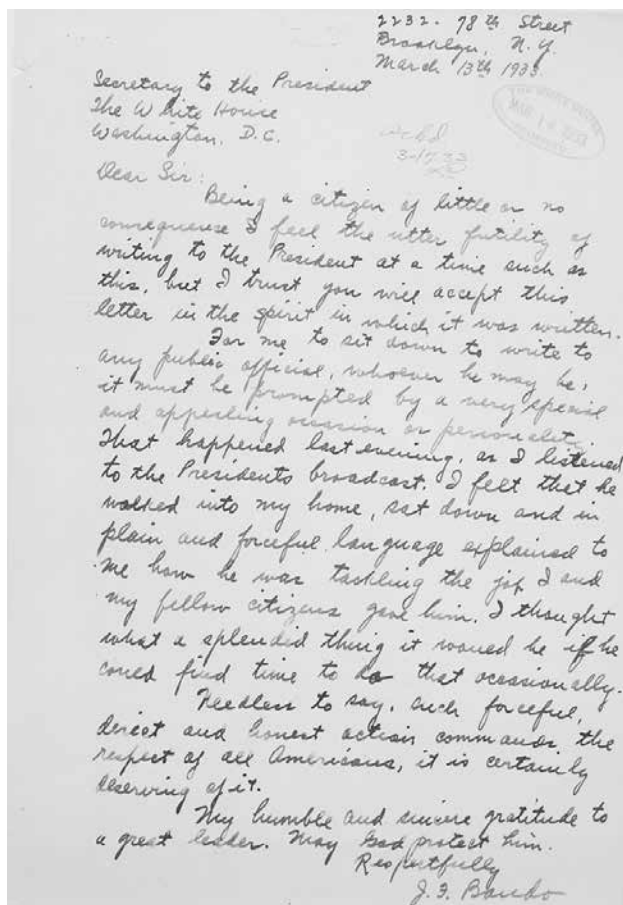 2232 - 78th Street
Brooklyn, N.Y.
March 13th 1933.
Secretary to the President
The White House
Washington, D.C.
MAR 14 1933
3-17-33
Dear Sir:
Being a citizen of little or no
consequense I feel the utter futility of
writing to the President at a time such as
this, but I trust you will accept this
letter in the spirit in which it was written.
For me to sit down to write to
any public official, whoever he may be,
it must be prompted by a very special
and appealing occasion or personality.
That happened last evening, as I listened
to the Presidents broadcast. I felt that he
walked into my home, sat down and in
plain and forceful language explained to
me how he was tackling the job I and
my fellow citizens gave him. I thought
what a splendid thing it would be if he
could find time to do that occasionally.
Needless to say, such forceful,
direct and honest action commands the
respect of all Americans, it is certainly
deserving of it.
My humble and sincere gratitude to
a great leader. May God protect him.
Respectfully
J. F. Bando